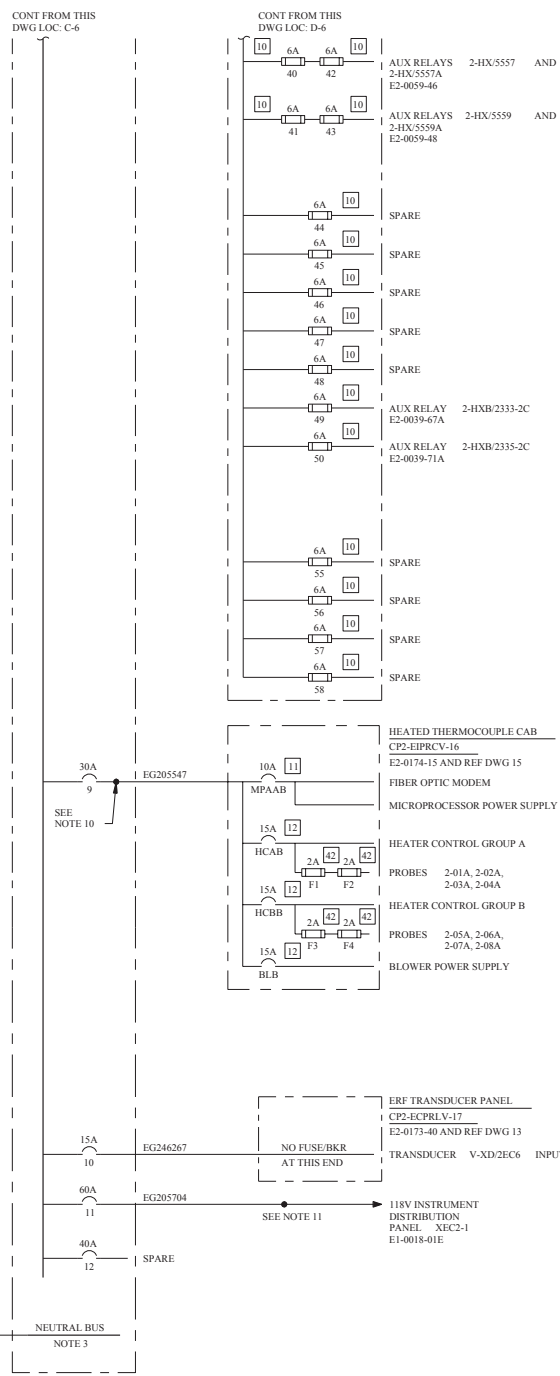 CONT FROM THIS
DWG LOC: C-6
CONT FROM THIS
DWG LOC: D-6
10 6A 6A 10
40 42
AUX RELAYS 2-HX/5557 AND
2-HX/5557A
E2-0059-46
10 6A 6A 10
41 43
AUX RELAYS 2-HX/5559 AND
2-HX/5559A
E2-0059-48
6A 10
44
SPARE
6A 10
45
SPARE
6A 10
46
SPARE
6A 10
47
SPARE
6A 10
48
SPARE
6A 10
49
AUX RELAY 2-HXB/2333-2C
E2-0039-67A
6A 10
50
AUX RELAY 2-HXB/2335-2C
E2-0039-71A
6A 10
55
SPARE
6A 10
56
SPARE
6A 10
57
SPARE
6A 10
58
SPARE
HEATED THERMOCOUPLE CAB
CP2-EIPRCV-16
E2-0174-15 AND REF DWG 15
30A
9
EG205547
SEE
NOTE 10
10A 11
MPAAB
FIBER OPTIC MODEM
MICROPROCESSOR POWER SUPPLY
15A 12
HCAB
HEATER CONTROL GROUP A
2A 42 2A 42
F1 F2
PROBES 2-01A, 2-02A,
2-03A, 2-04A
15A 12
HCBB
HEATER CONTROL GROUP B
2A 42 2A 42
F3 F4
PROBES 2-05A, 2-06A,
2-07A, 2-08A
15A 12
BLB
BLOWER POWER SUPPLY
ERF TRANSDUCER PANEL
CP2-ECPRLV-17
E2-0173-40 AND REF DWG 13
15A
10
EG246267
NO FUSE/BKR
AT THIS END
TRANSDUCER V-XD/2EC6 INPUT
60A
11
EG205704
SEE NOTE 11
118V INSTRUMENT
DISTRIBUTION
PANEL XEC2-1
E1-0018-01E
40A
12
SPARE
NEUTRAL BUS
NOTE 3